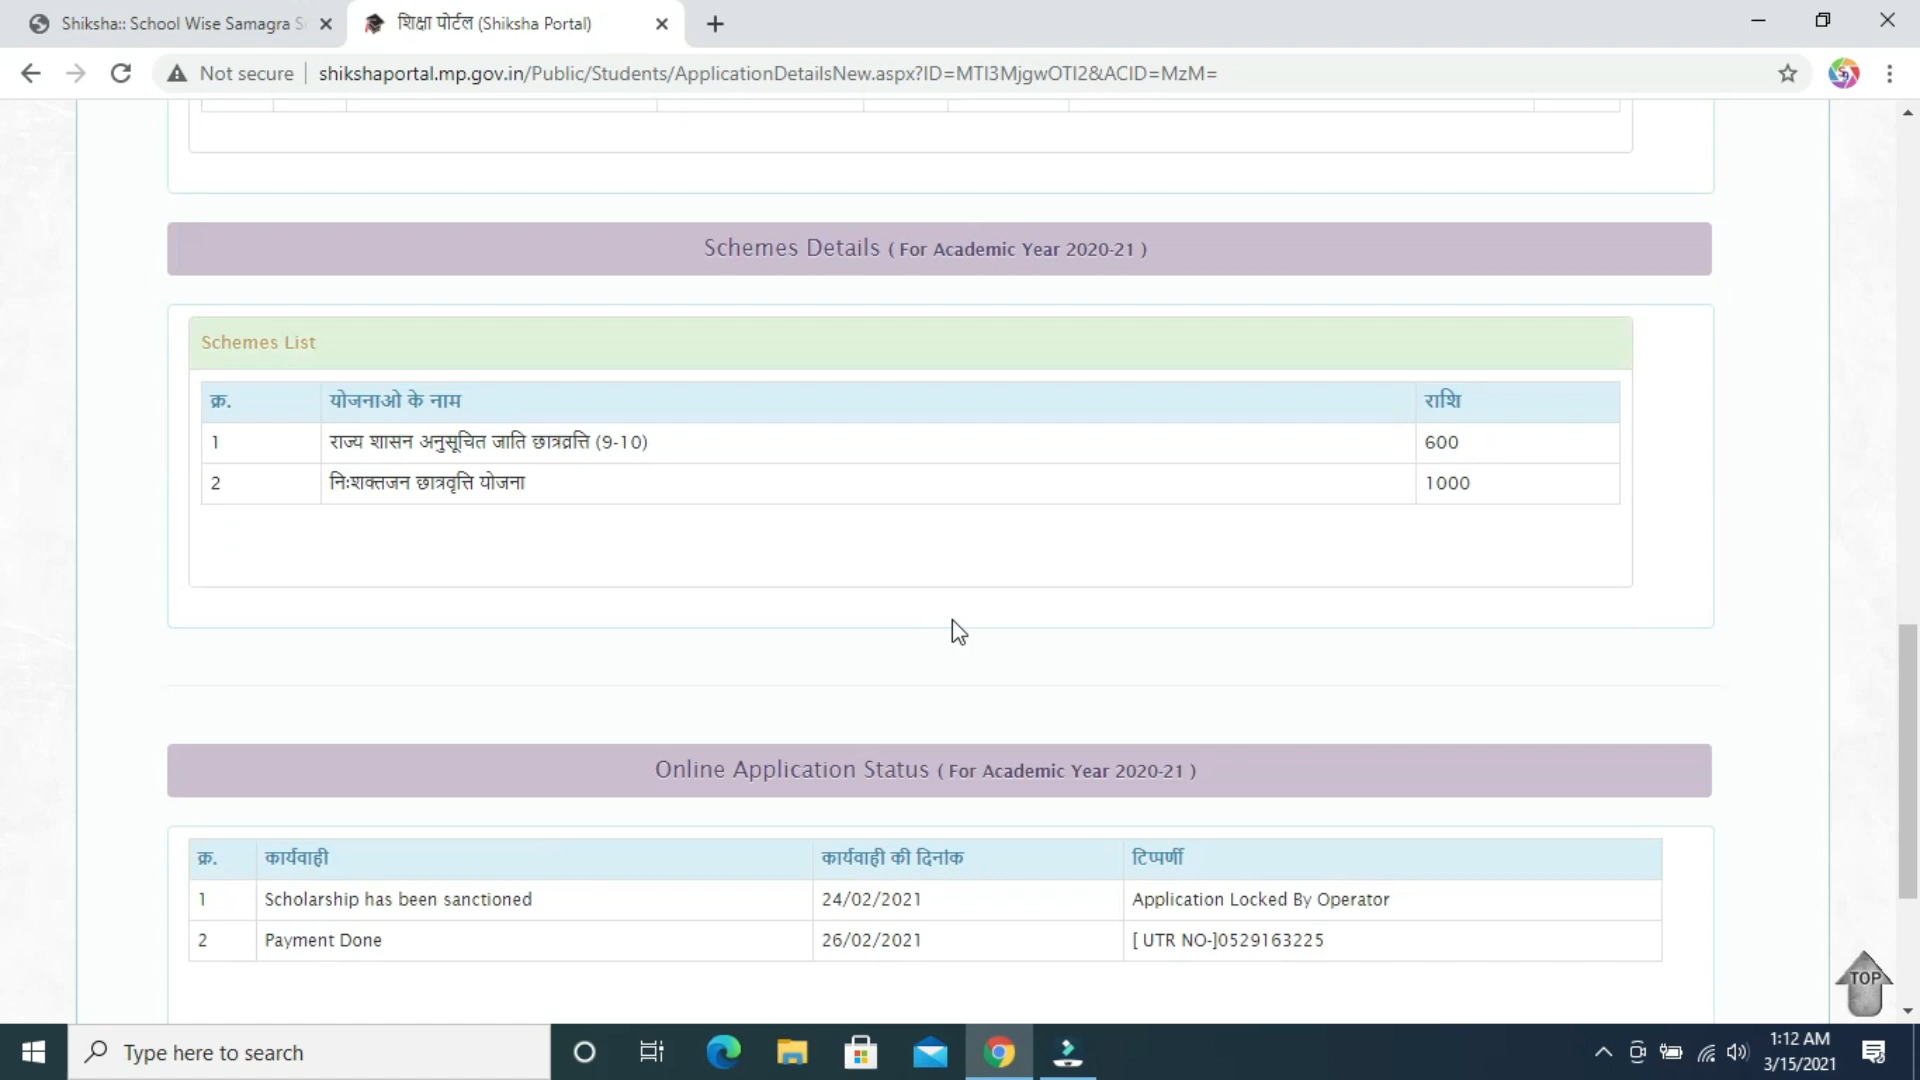 Shiksha:: School Wise Samagra S
शिक्षा पोर्टल (Shiksha Portal)
Not secure
shikshaportal.mp.gov.in/Public/Students/ApplicationDetailsNew.aspx?ID=MTI3MjgwOTI2&ACID=MzM=
Schemes Details ( For Academic Year 2020-21 )
Schemes List
क्र. योजनाओ के नाम राशि
1 राज्य शासन अनुसूचित जाति छात्रव्रत्ति (9-10) 600
2 निःशक्तजन छात्रवृत्ति योजना 1000
Online Application Status ( For Academic Year 2020-21 )
क्र. कार्यवाही कार्यवाही की दिनांक टिप्पणी
1 Scholarship has been sanctioned 24/02/2021 Application Locked By Operator
2 Payment Done 26/02/2021 [ UTR NO-]0529163225
TOP
Type here to search
1:12 AM
3/15/2021